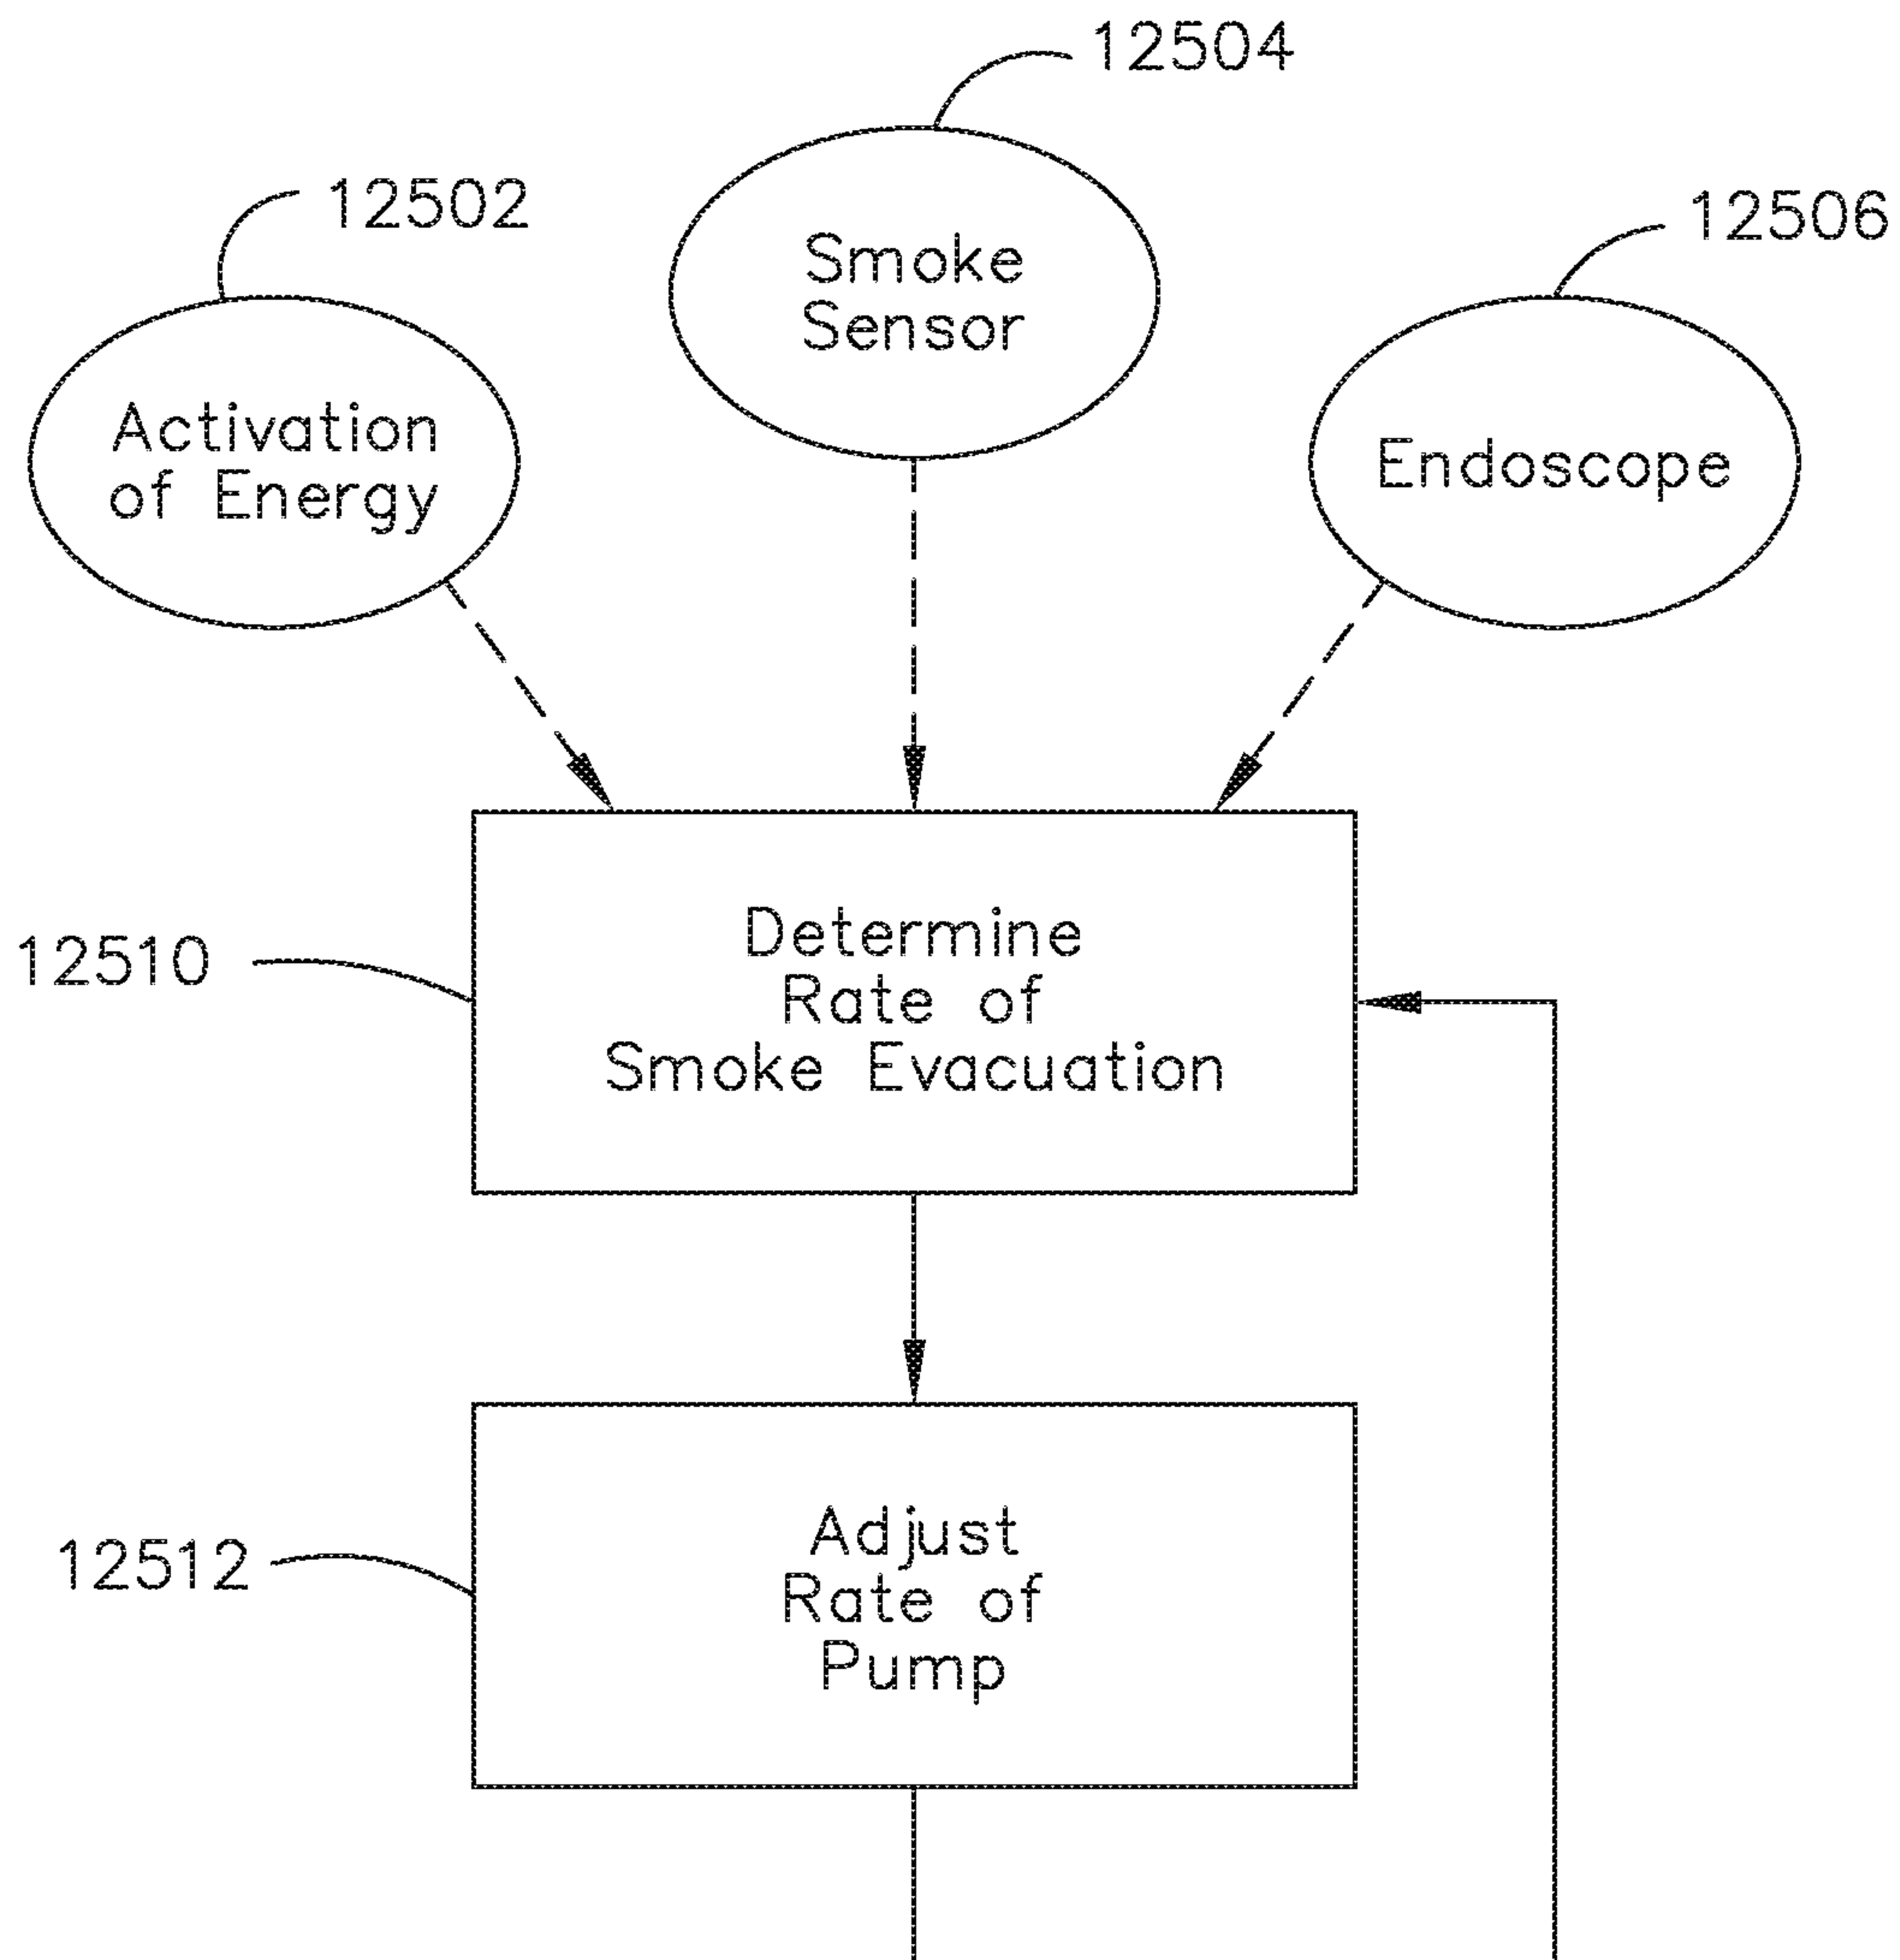 12504
12502
12506
Smoke
Sensor
Activation
of Energy
Endoscope
Determine
Rate of
Smoke Evacuation
12510
Adjust
Rate of
Pump
12512